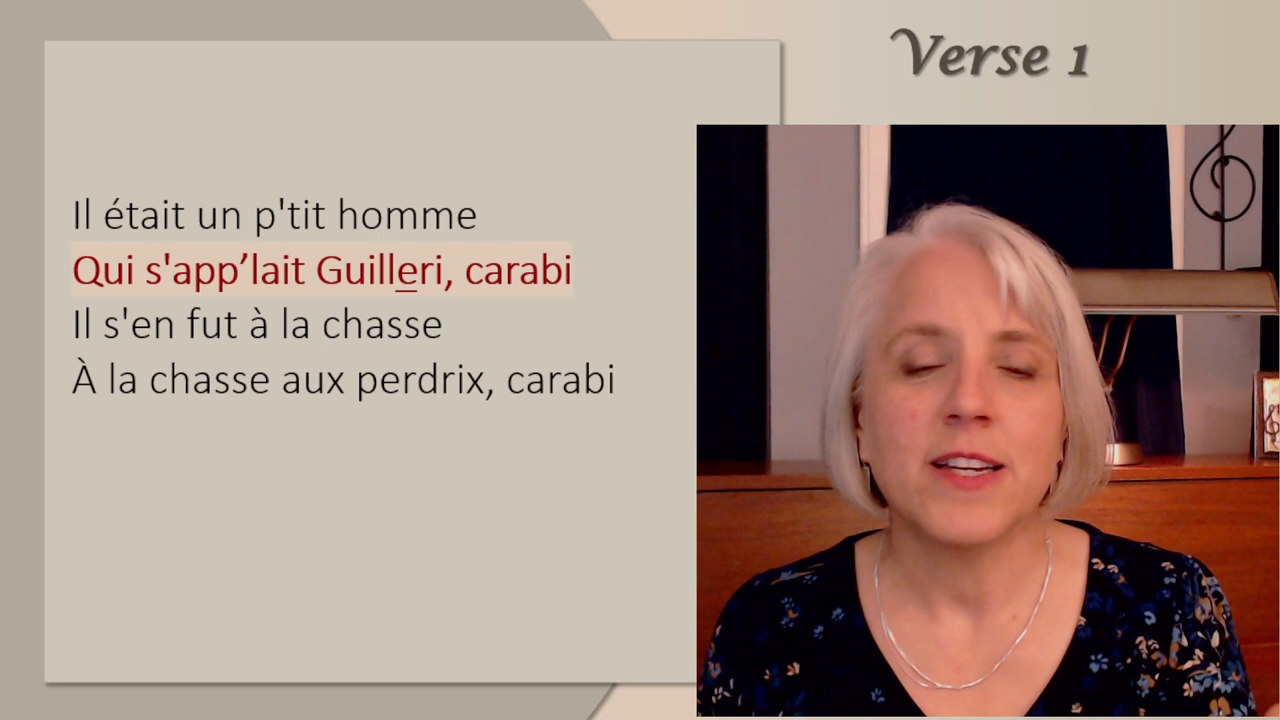 Verse 1
Il était un p'tit homme
Qui s'app’lait Guilleri, carabi
Il s'en fut à la chasse
À la chasse aux perdrix, carabi